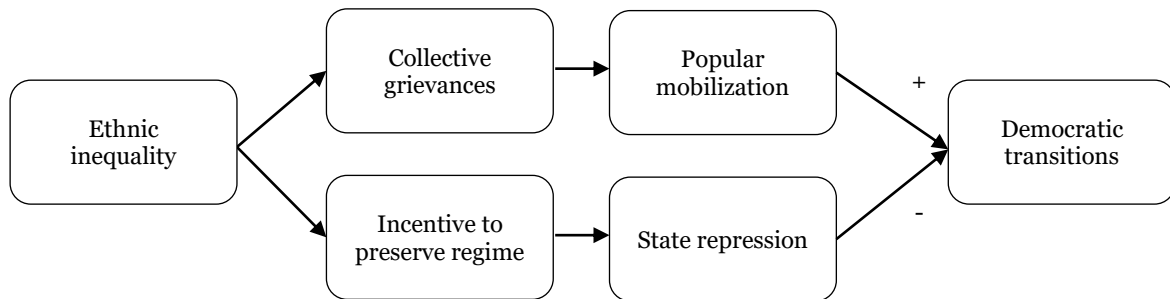 Ethnic
inequality
Collective
grievances
Popular
mobilization
+
Democratic
transitions
Incentive to
preserve regime
State repression
-